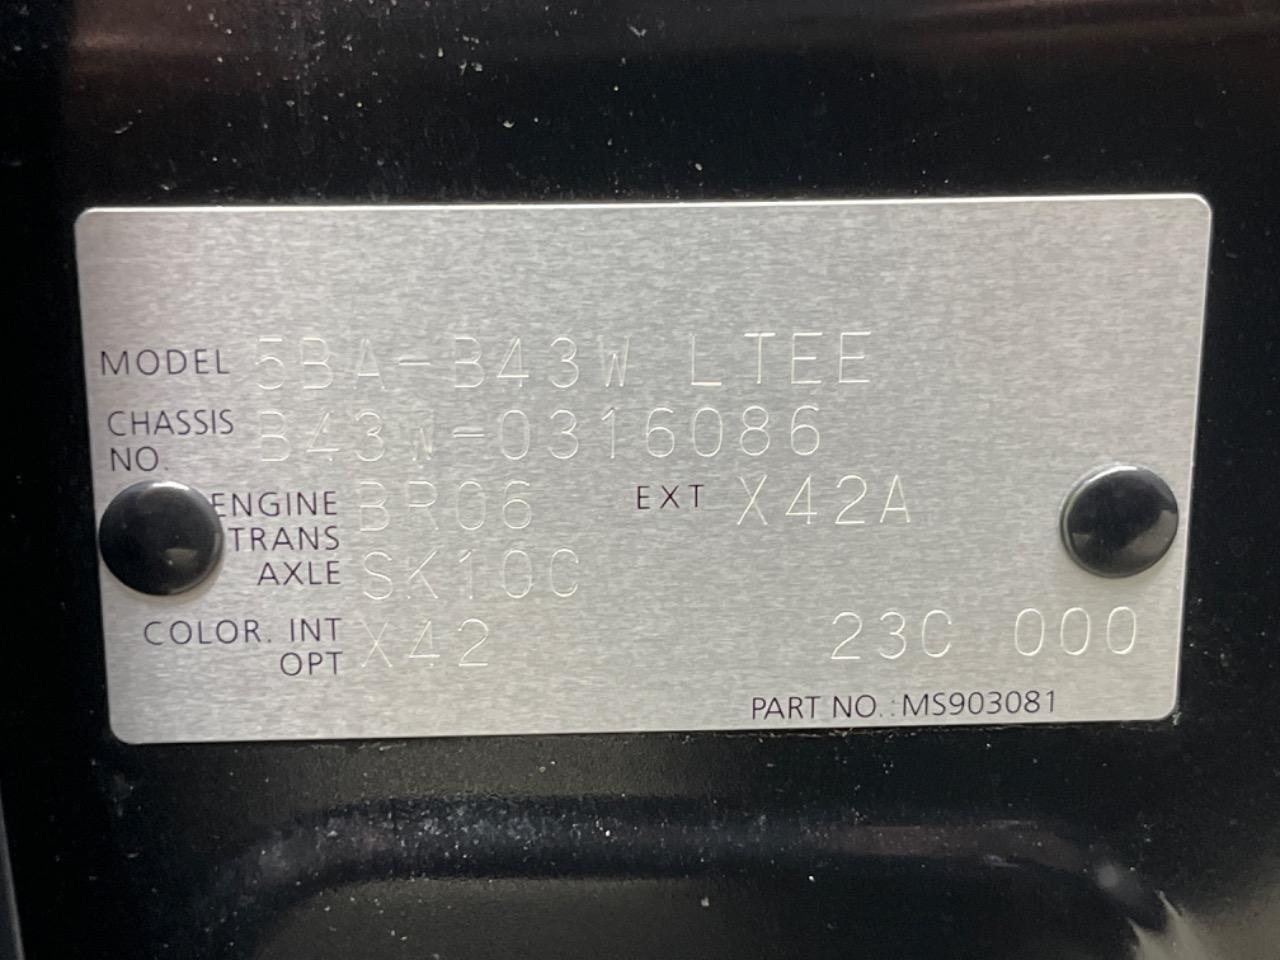 MODEL 5BA-B43W LTEE
CHASSIS NO. B43W-0316086
ENGINE BR06 EXT X42A
TRANS
AXLE SK10C
COLOR. INT X42 23C 000
OPT
PART NO.:MS903081